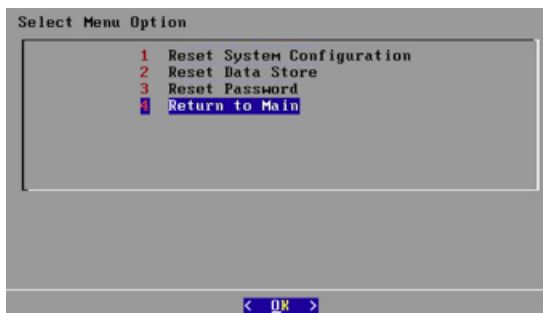 Select Menu Option
1 Reset System Configuration
2 Reset Data Store
3 Reset Password
4 Return to Main
< OK >